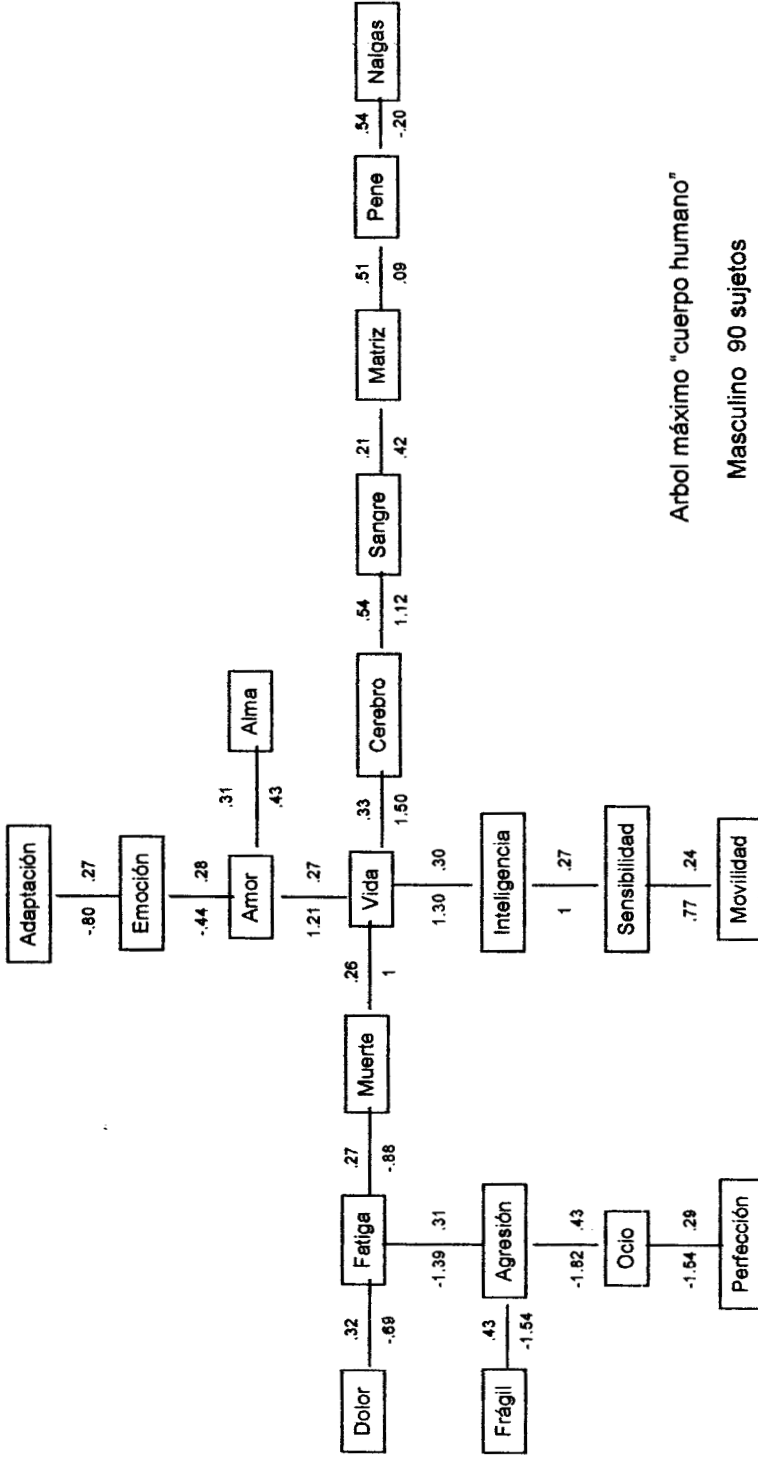 Adaptación
-.80 .27
Emoción
-.44 .28 .31
Amor Alma
.43
1.21 .27
.32 .27 .26 .33 .54 .21 .51 .54
Dolor Fatiga Muerte Vida Cerebro Sangre Matriz Pene Nalgas
-.69 -.88 1 1.50 1.12 .42 .09 -.20
-1.39 .31 1.30 .30
.43
Frágil Agresión Inteligencia
-1.54
-1.82 .43 1 .27
Ocio Sensibilidad
-1.54 .29 .77 .24
Perfección Movilidad
Arbol máximo "cuerpo humano"
Masculino 90 sujetos